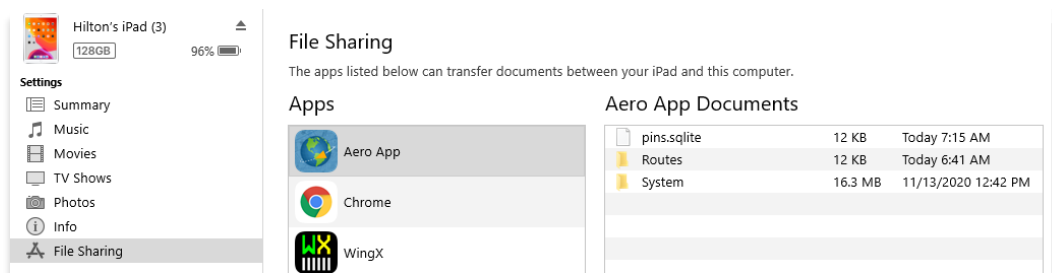 Hilton's iPad (3)
128GB
96%
Settings
Summary
Music
Movies
TV Shows
Photos
Info
File Sharing
File Sharing
The apps listed below can transfer documents between your iPad and this computer.
Apps
Aero App
Chrome
WX
WingX
Aero App Documents
pins.sqlite 12 KB Today 7:15 AM
Routes 12 KB Today 6:41 AM
System 16.3 MB 11/13/2020 12:42 PM